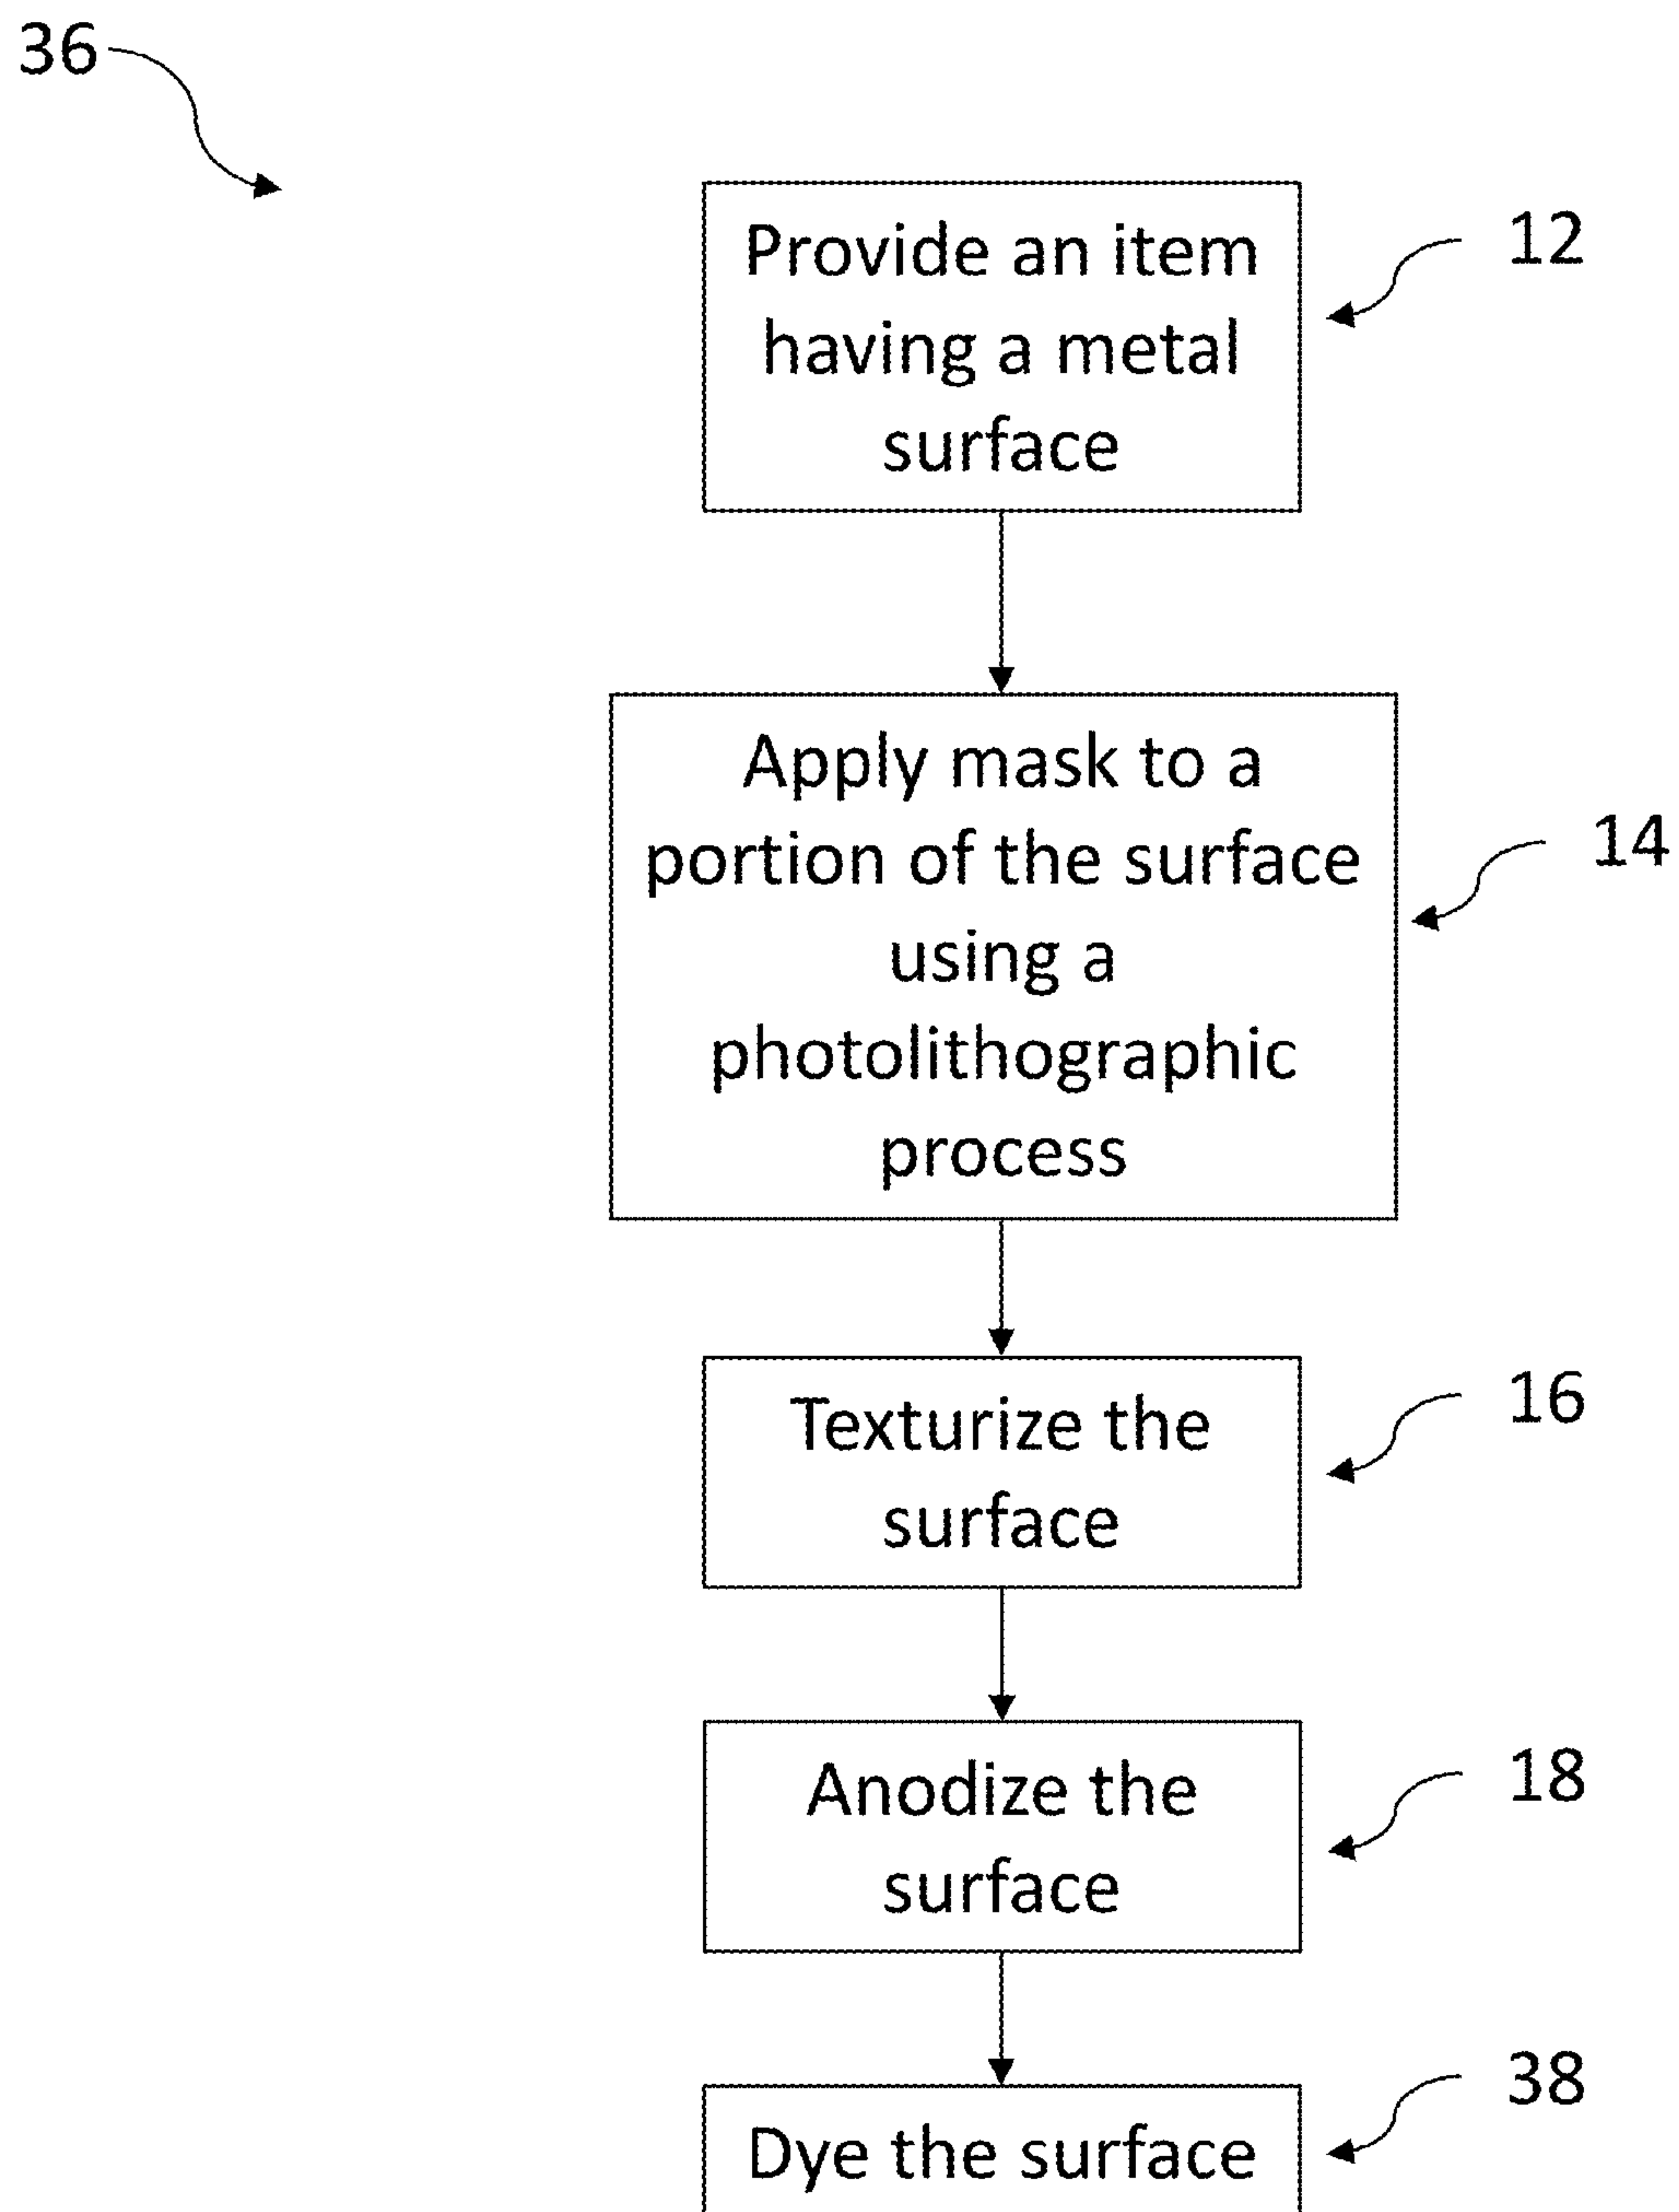 36
Provide an item
having a metal
surface
12
Apply mask to a
portion of the surface
using a
photolithographic
process
14
Texturize the
surface
16
Anodize the
surface
18
Dye the surface
38